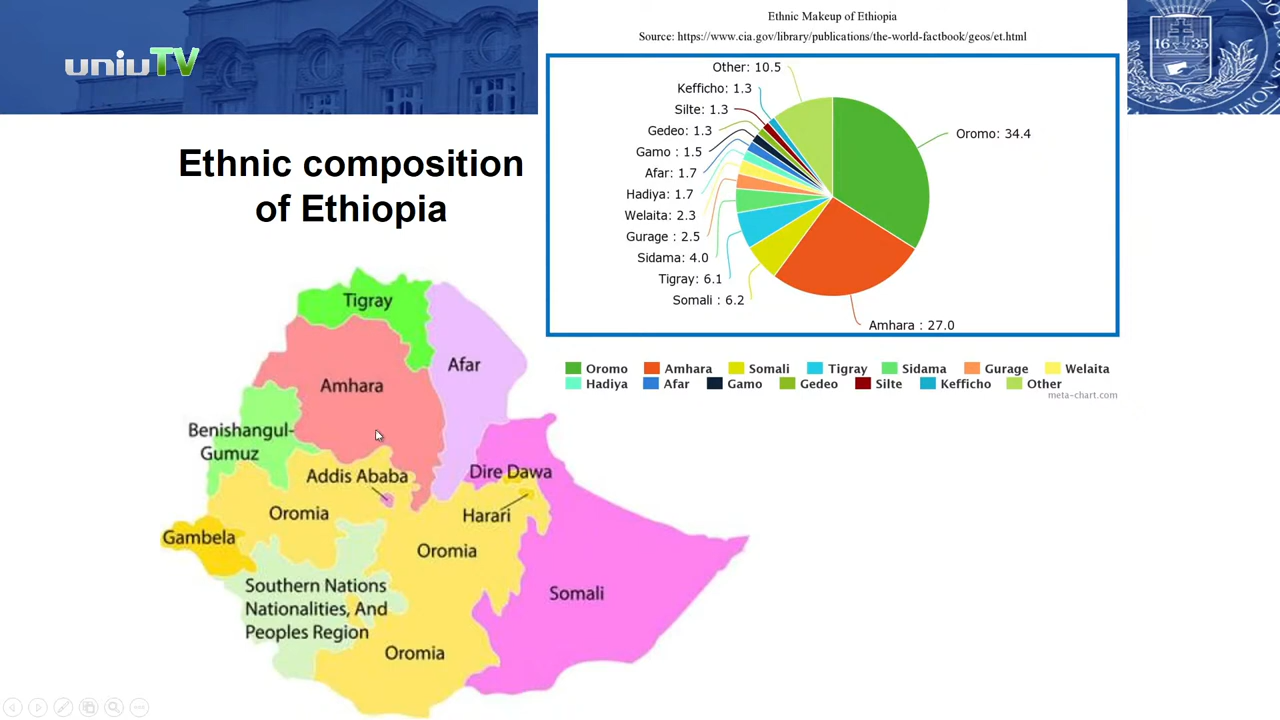 uniuTV
Ethnic Makeup of Ethiopia
Source: https://www.cia.gov/library/publications/the-world-factbook/geos/et.html
16 35
Other: 10.5
Kefficho: 1.3
Silte: 1.3
Gedeo: 1.3
Gamo : 1.5
Afar: 1.7
Hadiya: 1.7
Welaita: 2.3
Gurage : 2.5
Sidama: 4.0
Tigray: 6.1
Somali : 6.2
Oromo: 34.4
Amhara : 27.0
Oromo Amhara Somali Tigray Sidama Gurage Welaita
Hadiya Afar Gamo Gedeo Silte Kefficho Other
meta-chart.com
Ethnic composition
of Ethiopia
Tigray
Afar
Amhara
Benishangul-
Gumuz
Addis Ababa
Dire Dawa
Oromia
Harari
Gambela
Oromia
Southern Nations
Nationalities, And
Peoples Region
Somali
Oromia